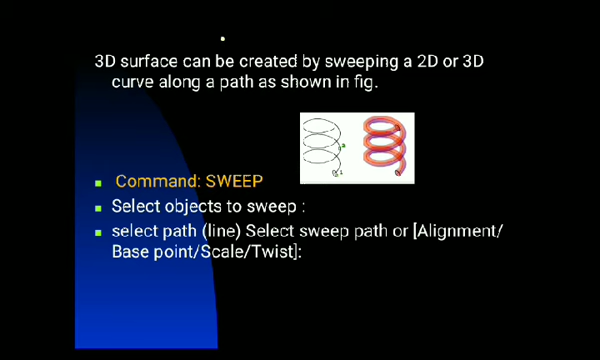 3D surface can be created by sweeping a 2D or 3D
curve along a path as shown in fig.
Command: SWEEP
Select objects to sweep :
select path (line) Select sweep path or [Alignment/
Base point/Scale/Twist]: